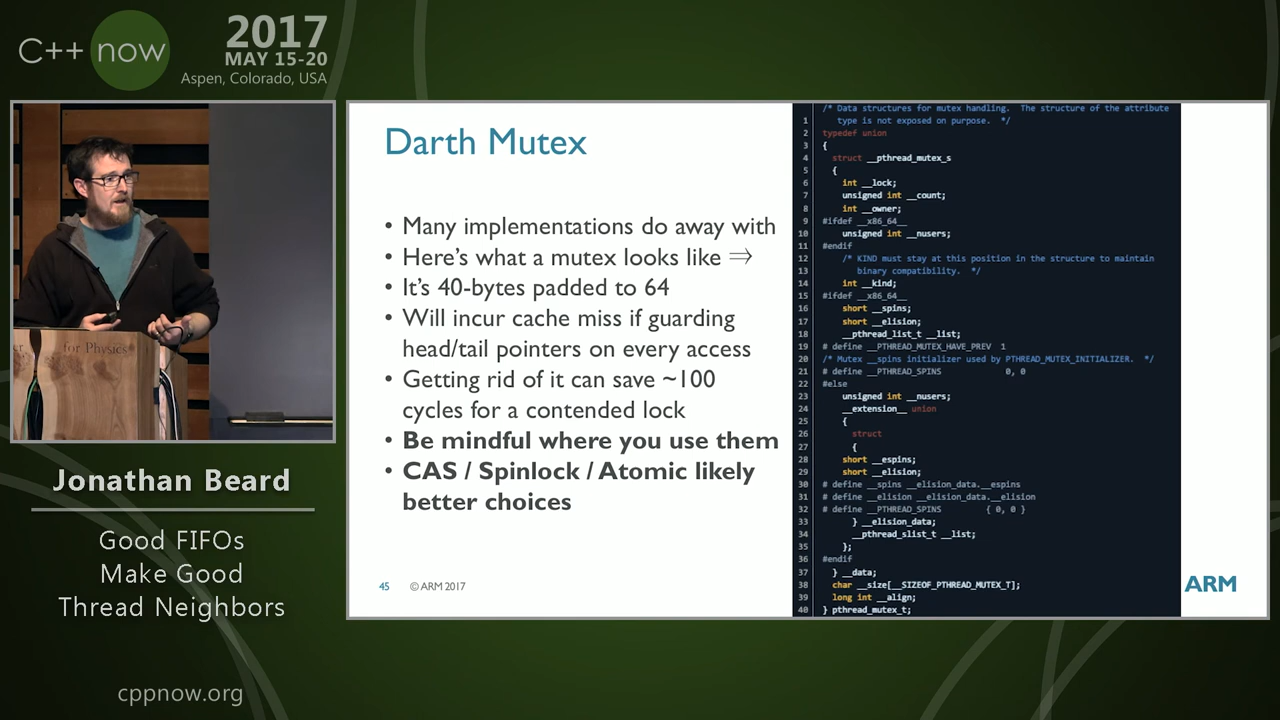 C++ now
2017
MAY 15-20
Aspen, Colorado, USA
for Physics
Jonathan Beard
Good FIFOs
Make Good
Thread Neighbors
cppnow.org
Darth Mutex
• Many implementations do away with
• Here's what a mutex looks like ⇒
• It's 40-bytes padded to 64
• Will incur cache miss if guarding
head/tail pointers on every access
• Getting rid of it can save ~100
cycles for a contended lock
• Be mindful where you use them
• CAS / Spinlock / Atomic likely
better choices
45 © ARM 2017
/* Data structures for mutex handling. The structure of the attribute
1 type is not exposed on purpose. */
2 typedef union
3 {
4 struct __pthread_mutex_s
5 {
6 int __lock;
7 unsigned int __count;
8 int __owner;
9 #ifdef __x86_64__
10 unsigned int __nusers;
11 #endif
12 /* KIND must stay at this position in the structure to maintain
13 binary compatibility. */
14 int __kind;
15 #ifdef __x86_64__
16 short __spins;
17 short __elision;
18 __pthread_list_t __list;
19 # define __PTHREAD_MUTEX_HAVE_PREV 1
20 /* Mutex __spins initializer used by PTHREAD_MUTEX_INITIALIZER. */
21 # define __PTHREAD_SPINS 0, 0
22 #else
23 unsigned int __nusers;
24 __extension__ union
25 {
26 struct
27 {
28 short __espins;
29 short __elision;
30 # define __spins __elision_data.__espins
31 # define __elision __elision_data.__elision
32 # define __PTHREAD_SPINS { 0, 0 }
33 } __elision_data;
34 __pthread_slist_t __list;
35 };
36 #endif
37 } __data;
38 char __size[__SIZEOF_PTHREAD_MUTEX_T];
39 long int __align;
40 } pthread_mutex_t;
ARM